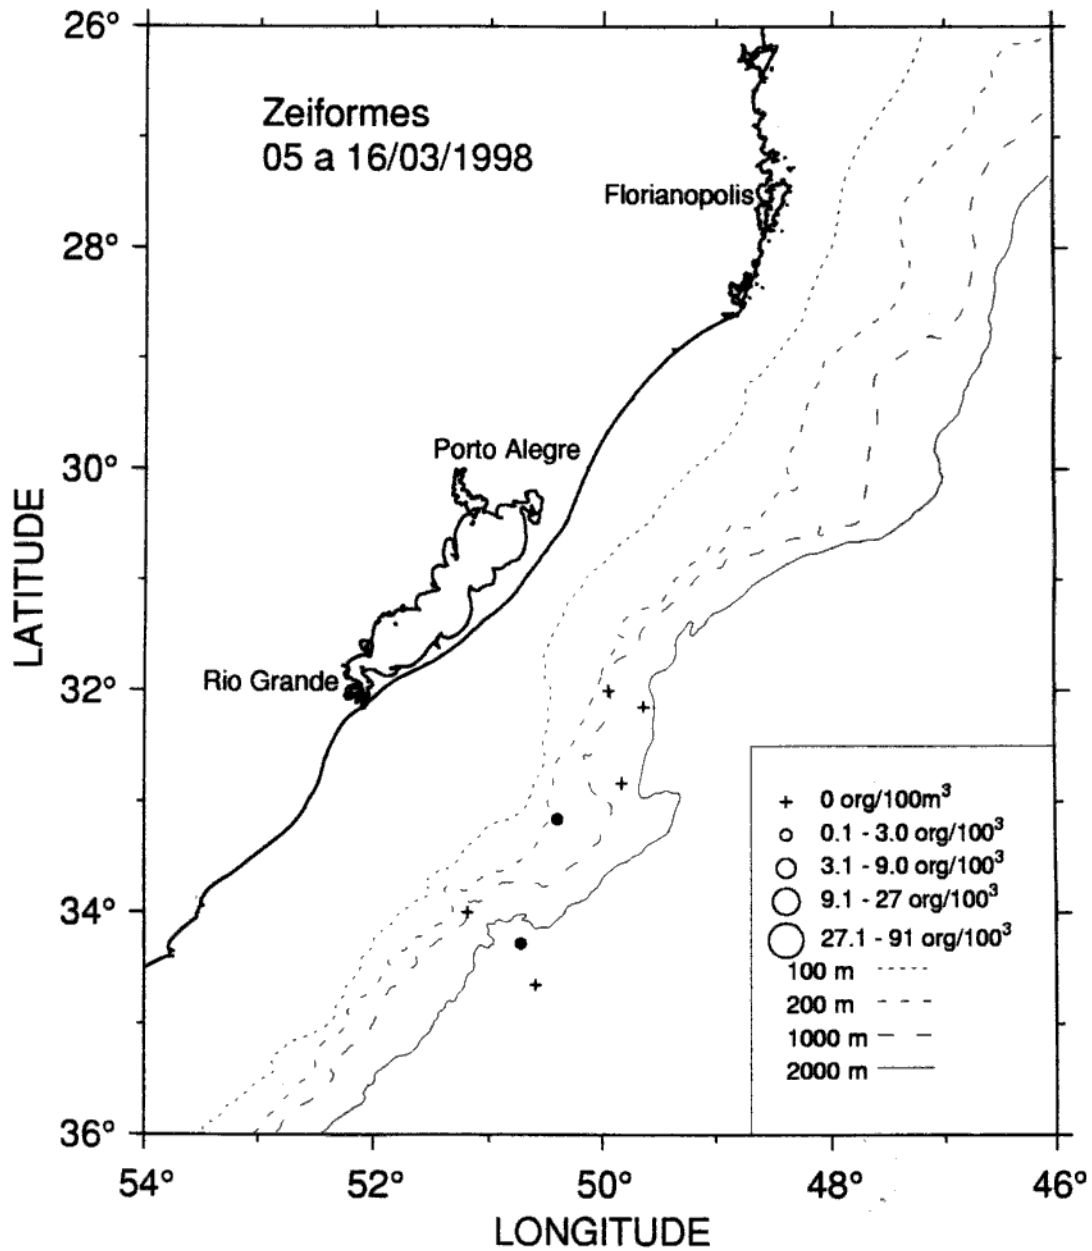 26°
Zeiformes
05 a 16/03/1998
Florianopolis
28°
Porto Alegre
30°
LATITUDE
Rio Grande
32°
0 org/100m³
0.1 - 3.0 org/100³
3.1 - 9.0 org/100³
34°
9.1 - 27 org/100³
27.1 - 91 org/100³
100 m
200 m
1000 m
2000 m
36°
54° 52° 50° 48° 46°
LONGITUDE